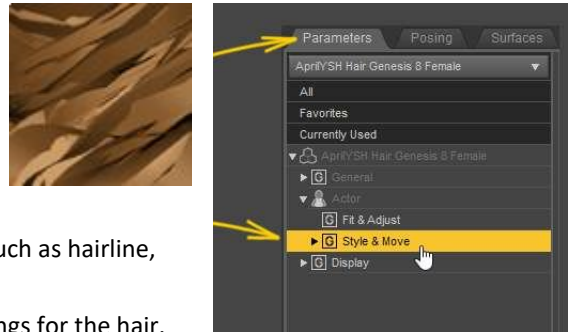 Parameters Posing Surfaces
AprilYSH Hair Genesis 8 Female
All
Favorites
Currently Used
AprilYSH Hair Genesis 8 Female
G General
Actor
G Fit & Adjust
G Style & Move
G Display
uch as hairline,
ngs for the hair.